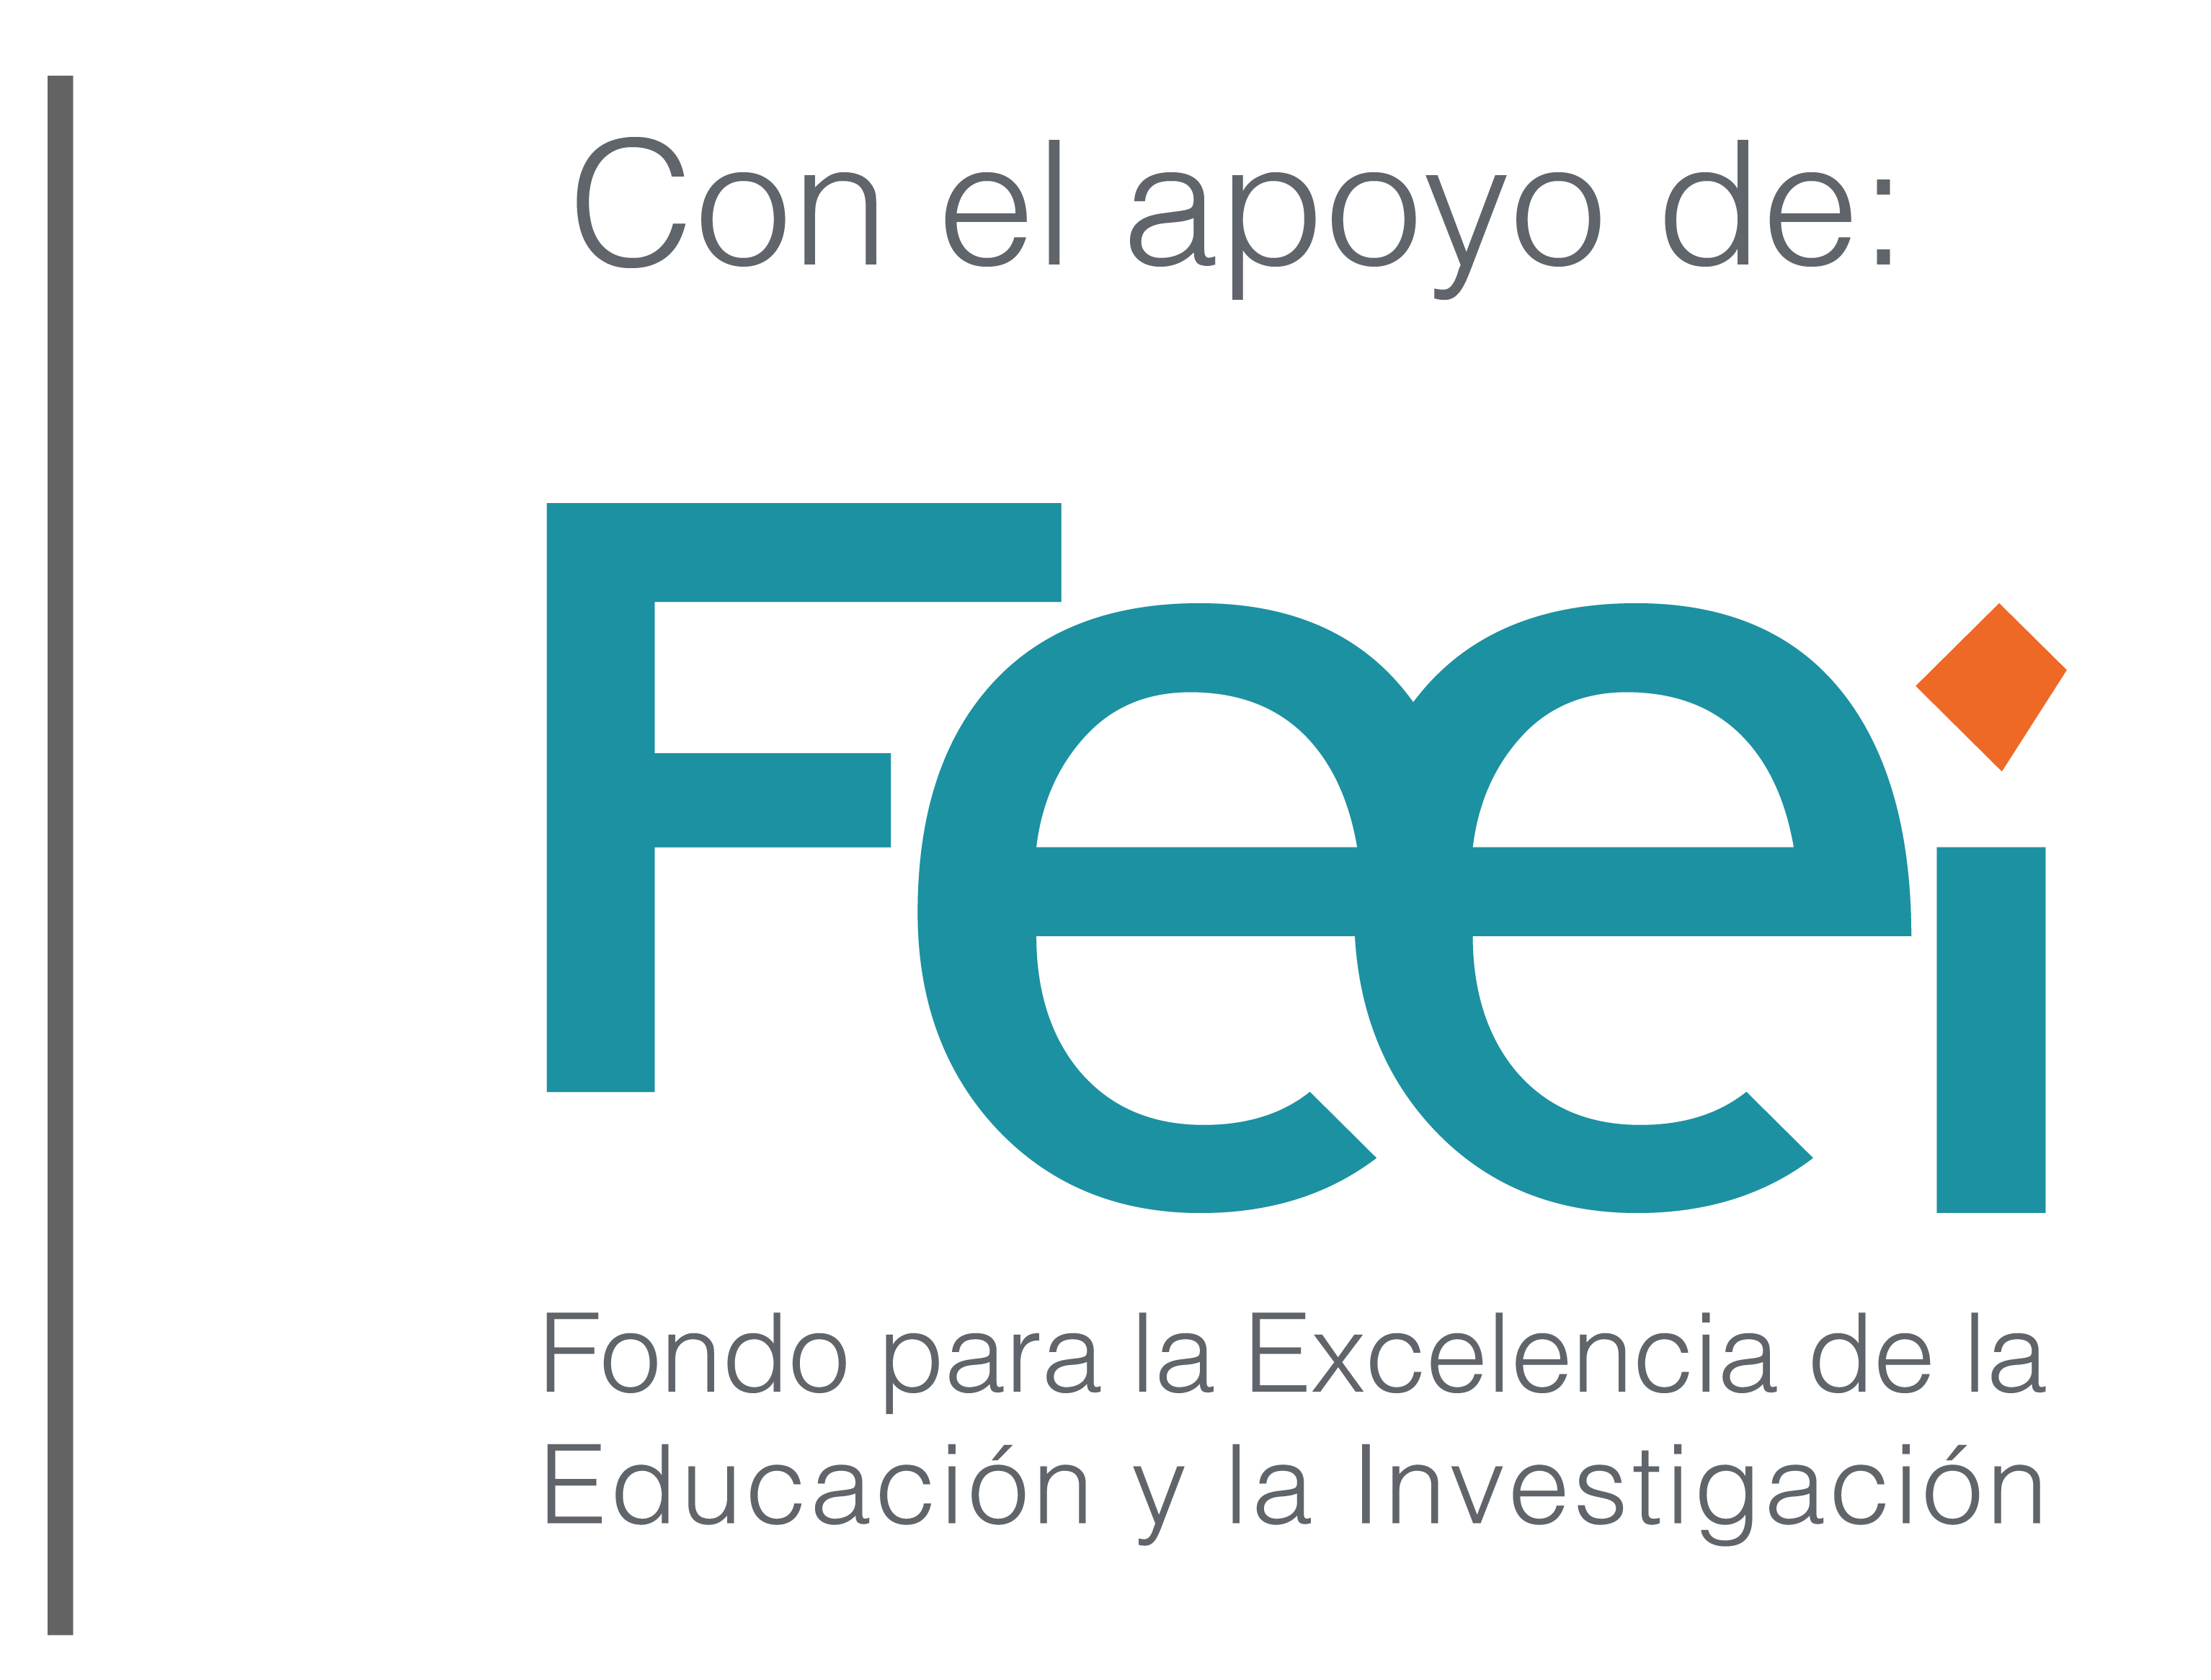 Con el apoyo de:
Feei
Fondo para la Excelencia de la
Educación y la Investigación